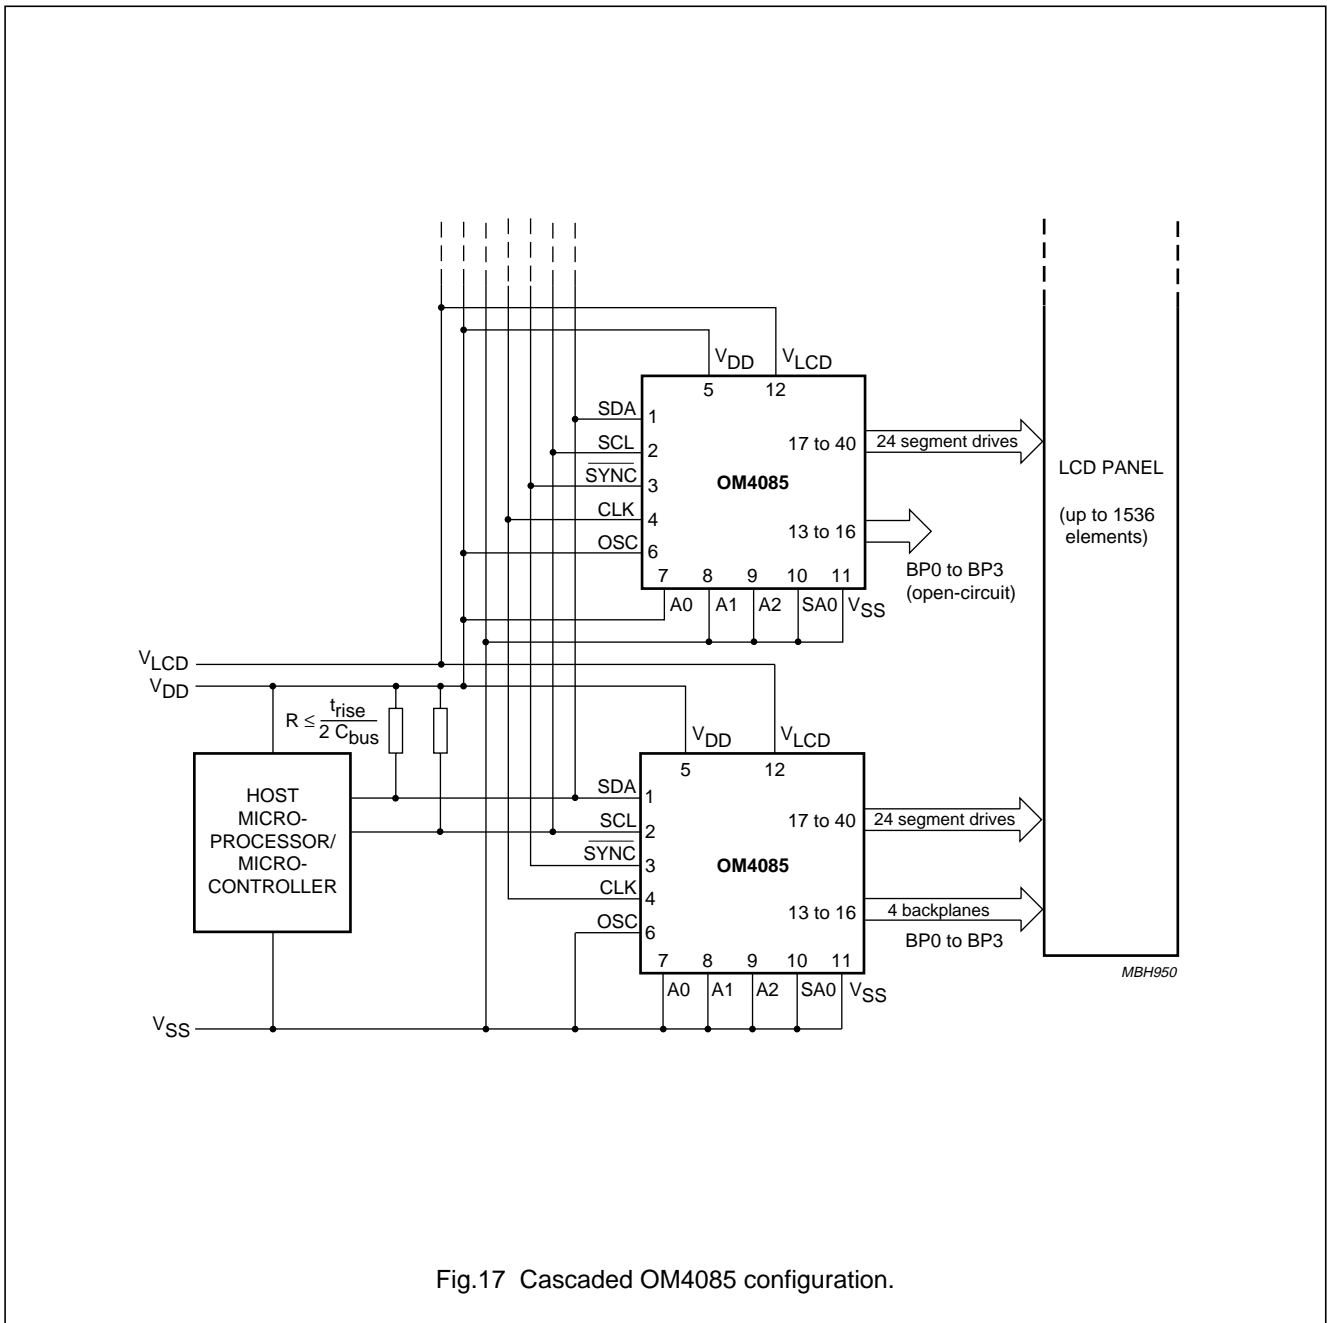 VDD
VLCD
5
12
SDA
1
SCL
2
17 to 40
24 segment drives
SYNC
3
OM4085
CLK
4
OSC
6
13 to 16
7
8
9
10
11
BP0 to BP3
(open-circuit)
A0
A1
A2
SA0
VSS
LCD PANEL
(up to 1536
elements)
VLCD
VDD
R ≤ trise
2 Cbus
VDD
VLCD
5
12
HOST
MICRO-
PROCESSOR/
MICRO-
CONTROLLER
SDA
1
SCL
2
17 to 40
24 segment drives
SYNC
3
OM4085
CLK
4
OSC
6
13 to 16
4 backplanes
BP0 to BP3
7
8
9
10
11
A0
A1
A2
SA0
VSS
MBH950
VSS
Fig.17 Cascaded OM4085 configuration.